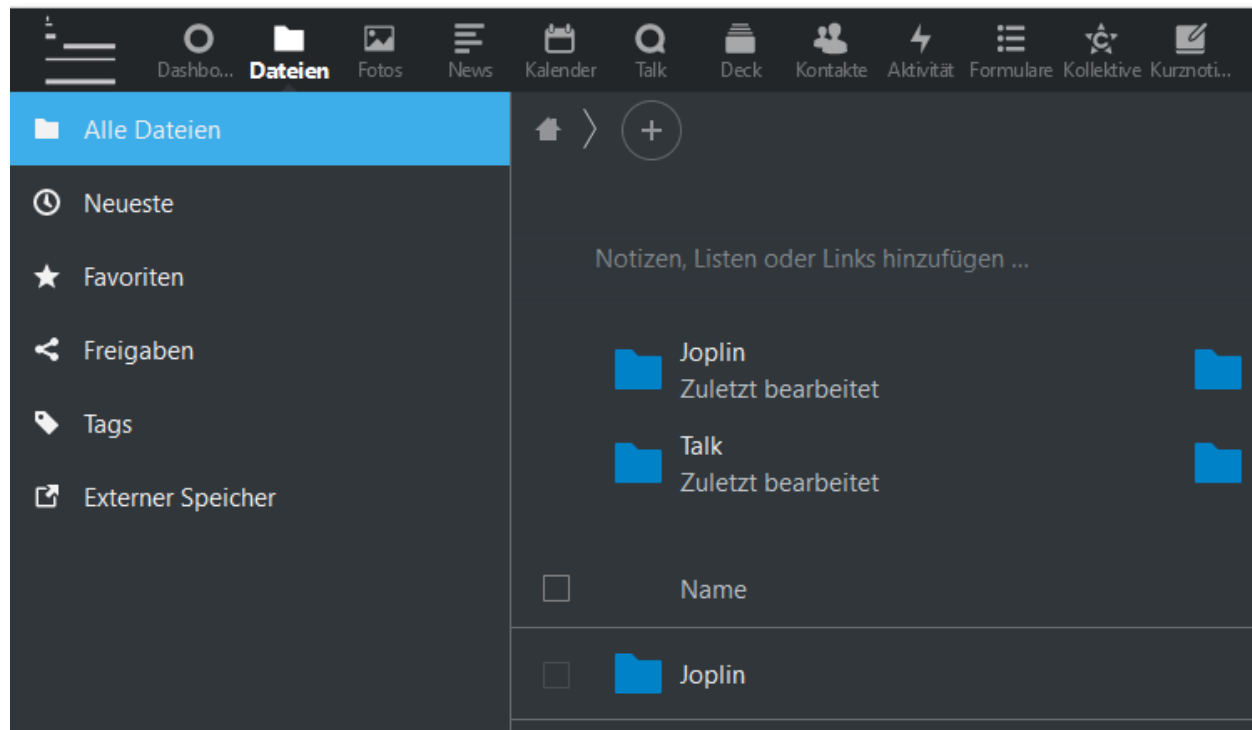 Dashbo... Dateien Fotos News Kalender Talk Deck Kontakte Aktivität Formulare Kollektive Kurznoti...
Alle Dateien
Neueste
Favoriten
Freigaben
Tags
Externer Speicher
Notizen, Listen oder Links hinzufügen ...
Joplin
Zuletzt bearbeitet
Talk
Zuletzt bearbeitet
Name
Joplin